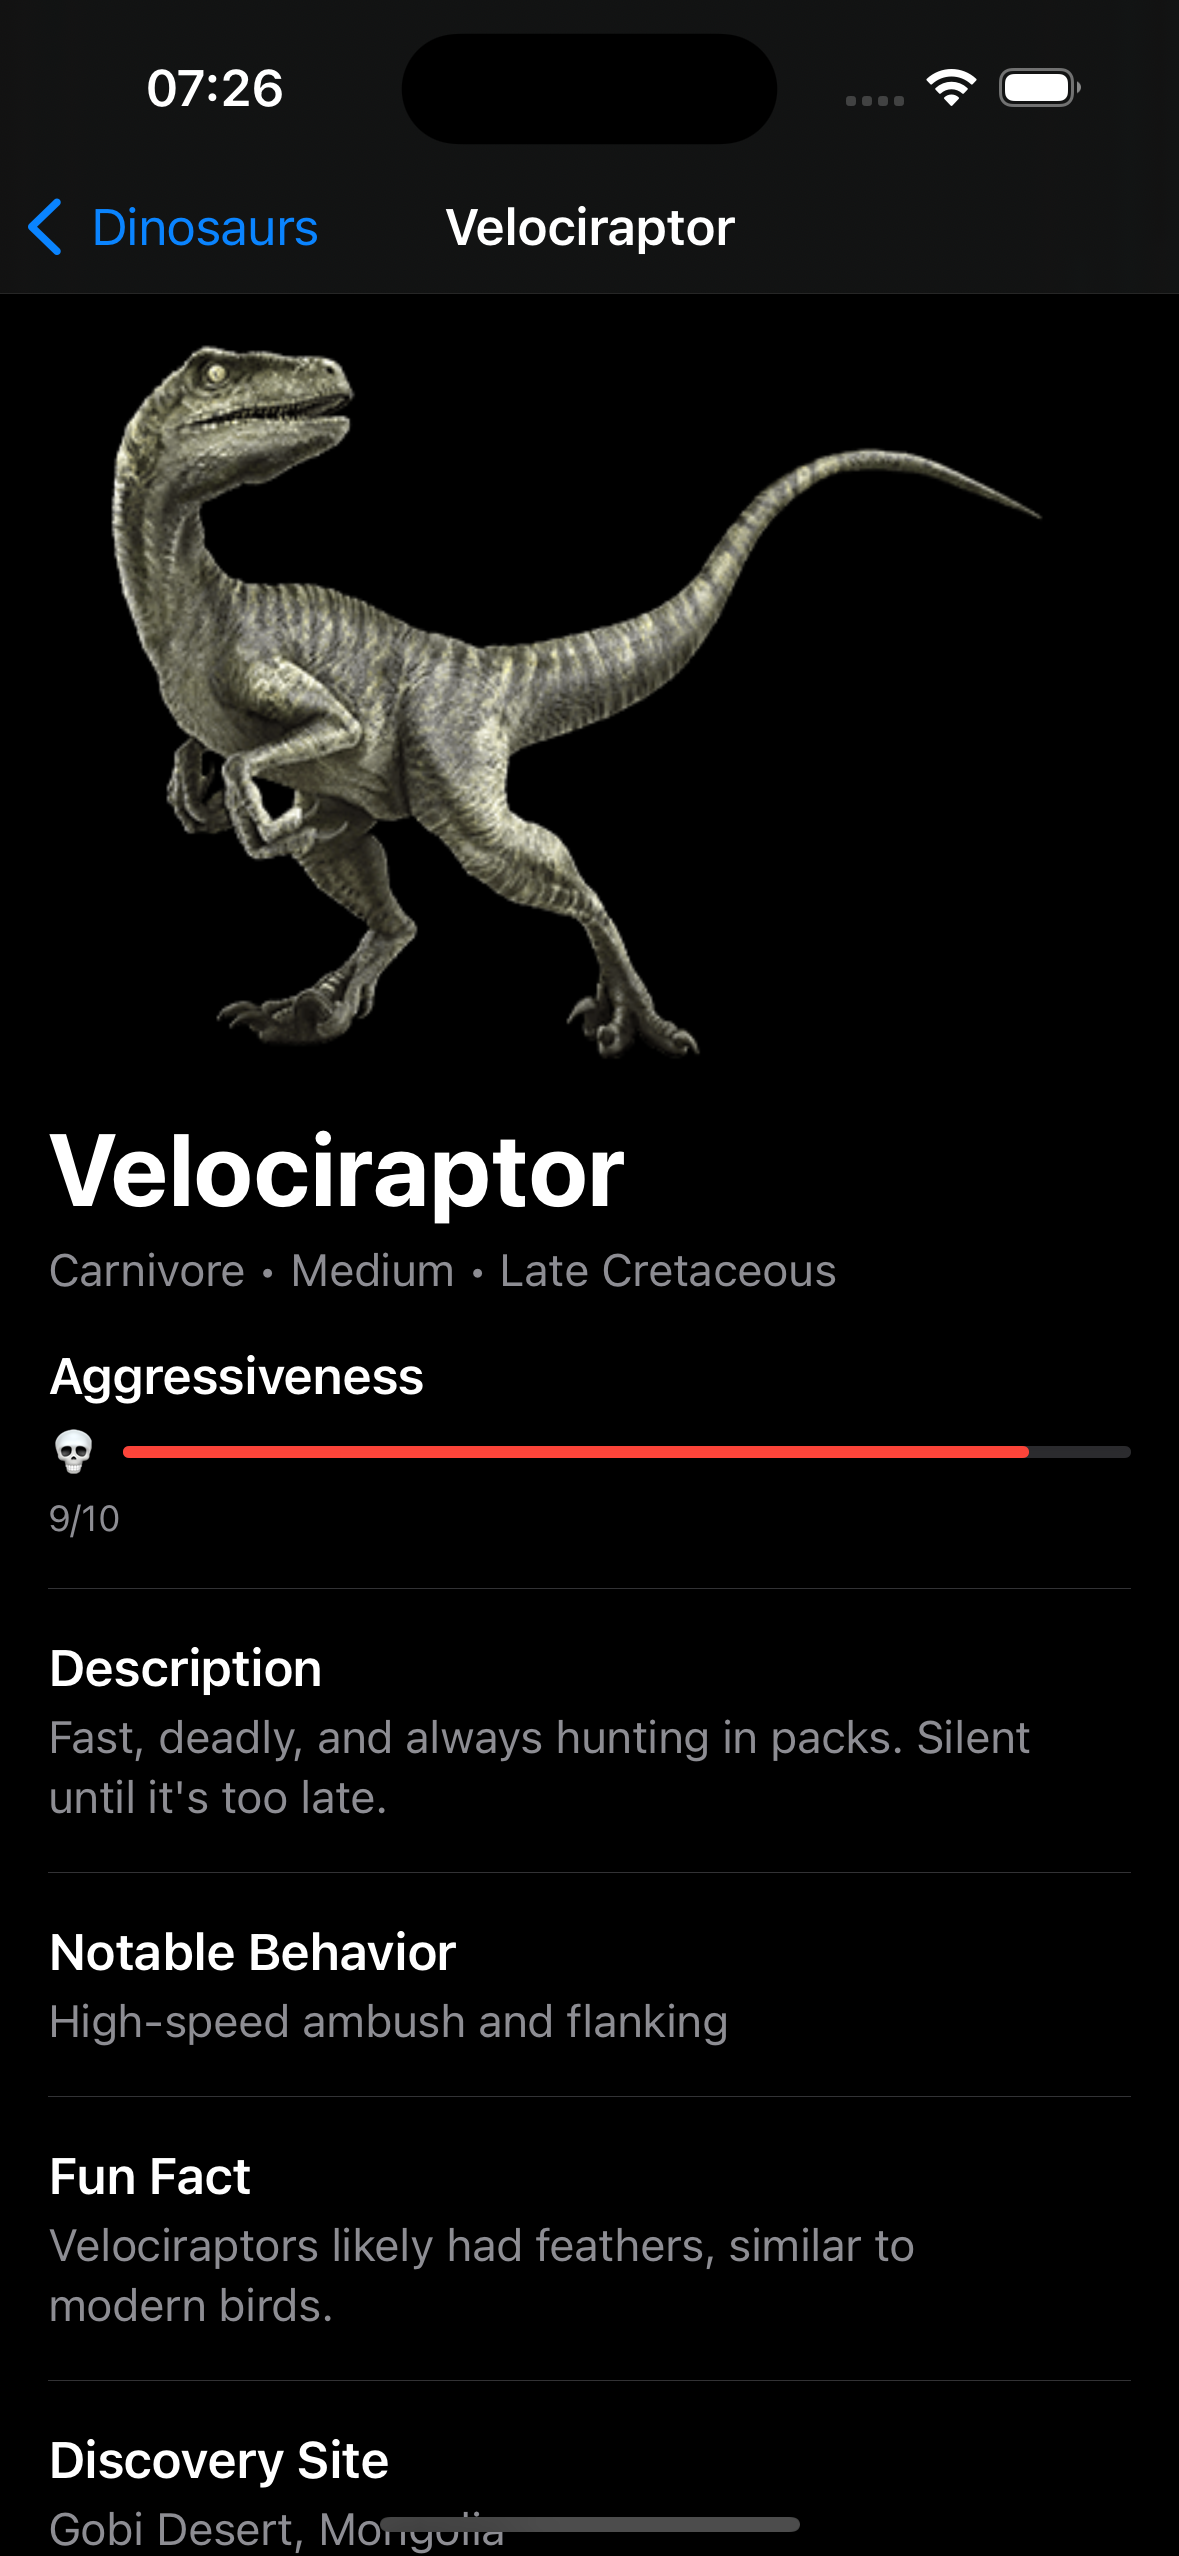 07:26
Dinosaurs
Velociraptor
Velociraptor
Carnivore • Medium • Late Cretaceous
Aggressiveness
9/10
Description
Fast, deadly, and always hunting in packs. Silent
until it's too late.
Notable Behavior
High-speed ambush and flanking
Fun Fact
Velociraptors likely had feathers, similar to
modern birds.
Discovery Site
Gobi Desert, Mongolia